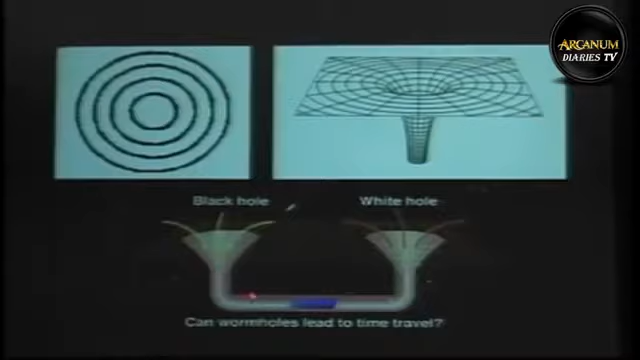 ARCANUM
DIARIES TV
Black hole
White hole
Can wormholes lead to time travel?